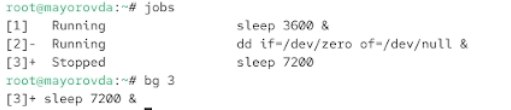 root@mayorovda:~# jobs
[1]   Running                 sleep 3600 &
[2]-  Running                 dd if=/dev/zero of=/dev/null &
[3]+  Stopped                 sleep 7200
root@mayorovda:~# bg 3
[3]+ sleep 7200 &